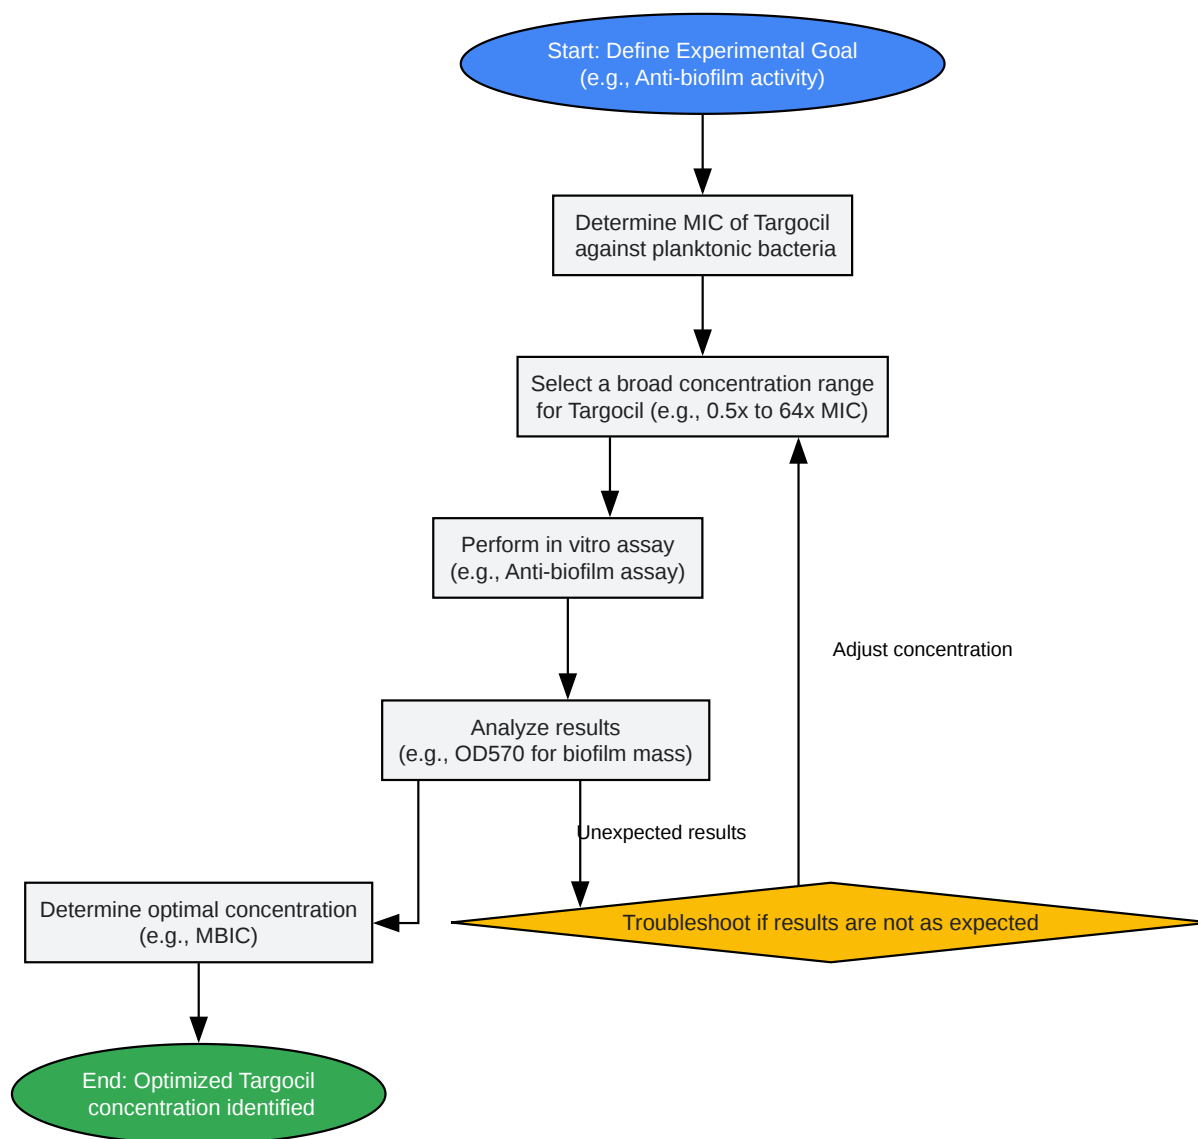 Start: Define Experimental Goal
(e.g., Anti-biofilm activity)
Determine MIC of Targocil
against planktonic bacteria
Select a broad concentration range
for Targocil (e.g., 0.5x to 64x MIC)
Perform in vitro assay
(e.g., Anti-biofilm assay)
Adjust concentration
Analyze results
(e.g., OD570 for biofilm mass)
Unexpected results
Determine optimal concentration
(e.g., MBIC)
Troubleshoot if results are not as expected
End: Optimized Targocil
concentration identified